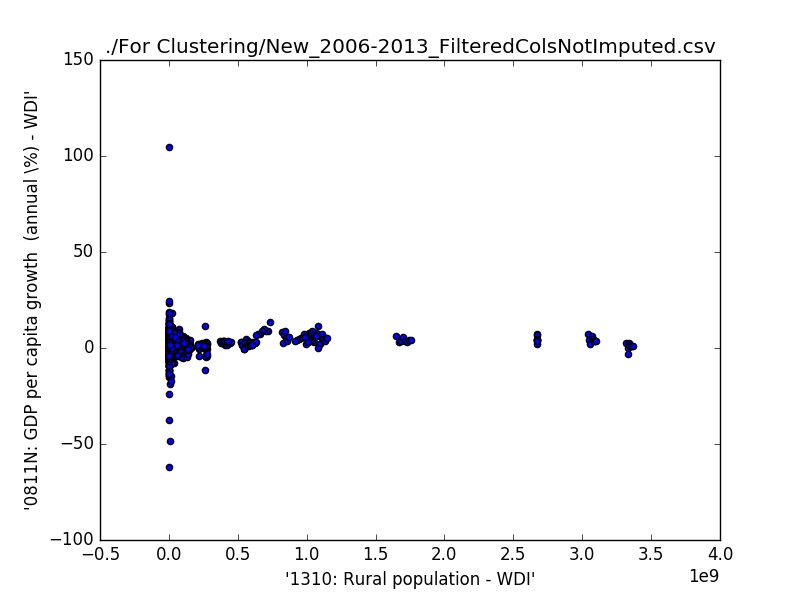 ./For Clustering/New_2006-2013_FilteredColsNotImputed.csv
150
100
50
0
−50
−100
'0811N: GDP per capita growth  (annual \%) - WDI'
−0.5 0.0 0.5 1.0 1.5 2.0 2.5 3.0 3.5 4.0
1e9
'1310: Rural population - WDI'